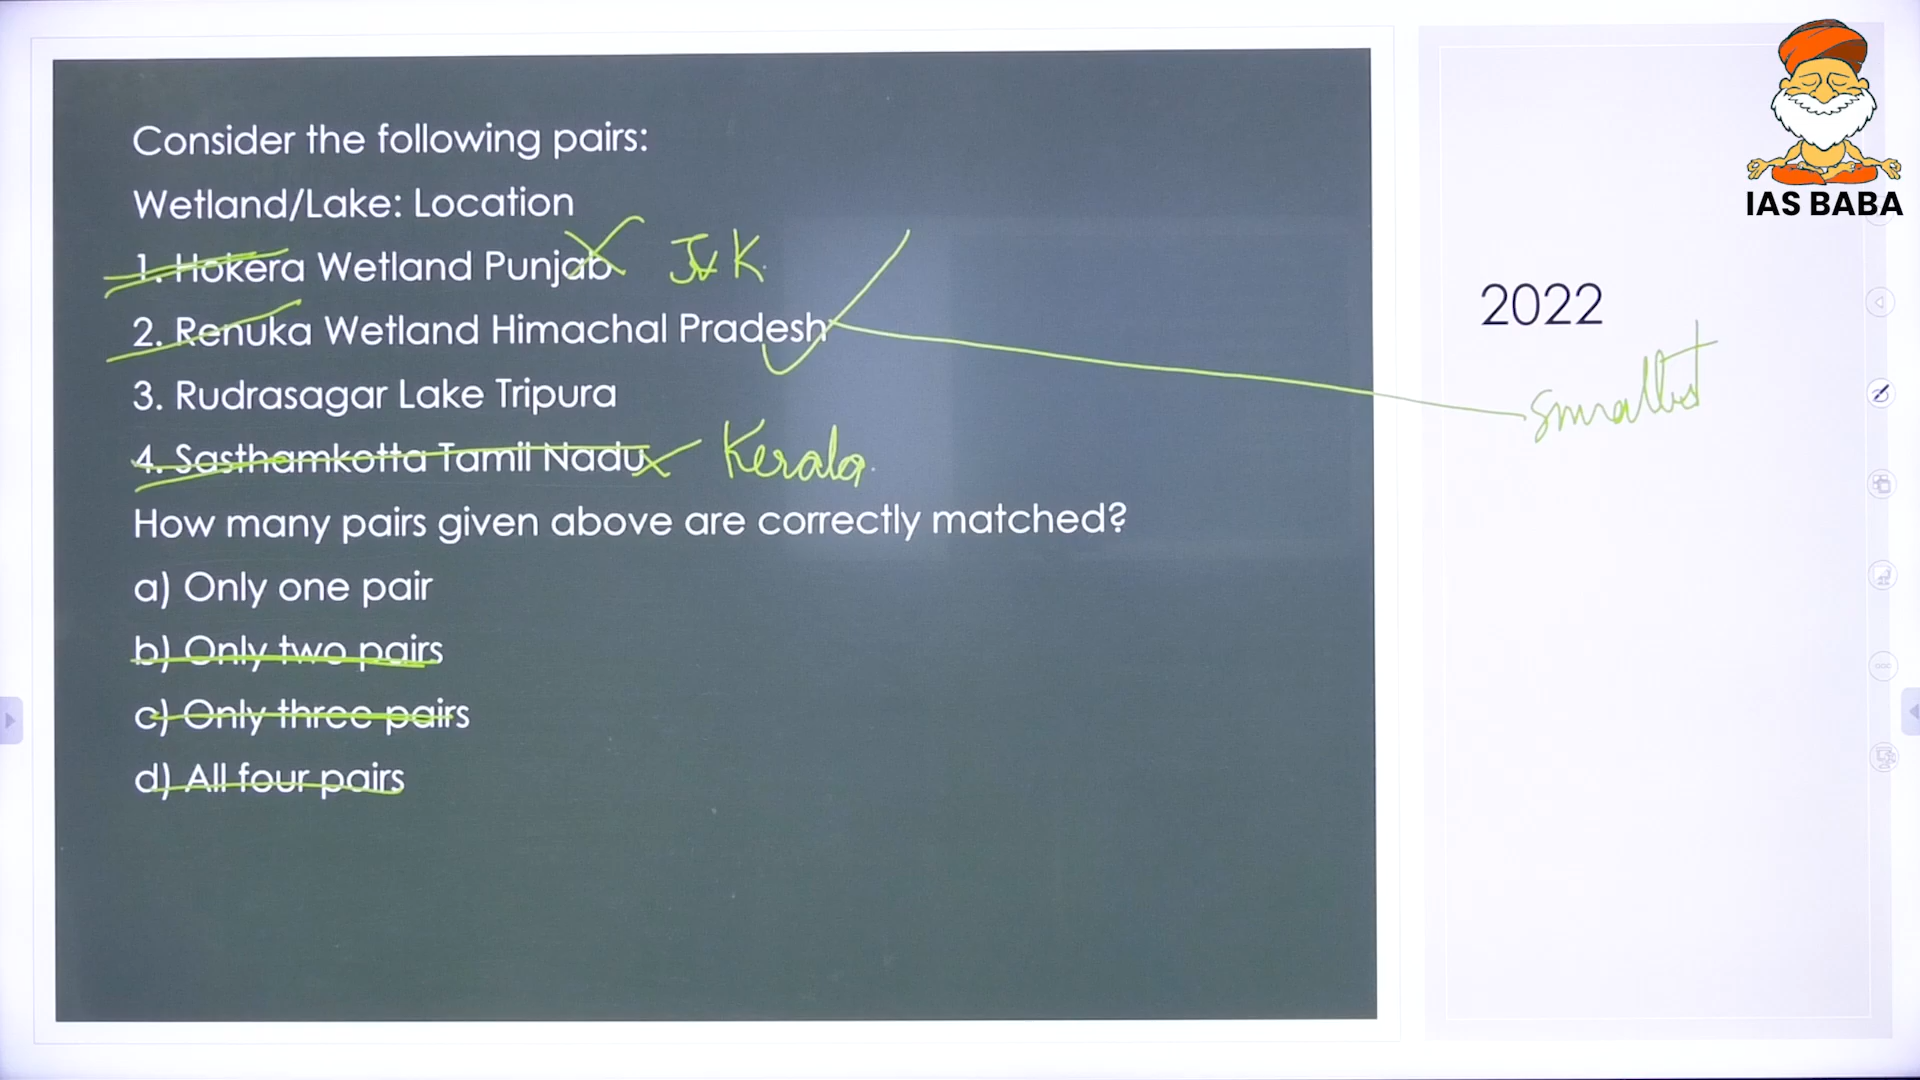 IAS BABA
Consider the following pairs:
Wetland/Lake: Location
1. Hokera Wetland Punjab J&K.
2. Renuka Wetland Himachal Pradesh
3. Rudrasagar Lake Tripura
4. Sasthamkotta Tamil Nadu Kerala.
How many pairs given above are correctly matched?
a) Only one pair
b) Only two pairs
c) Only three pairs
d) All four pairs
2022
Smallest